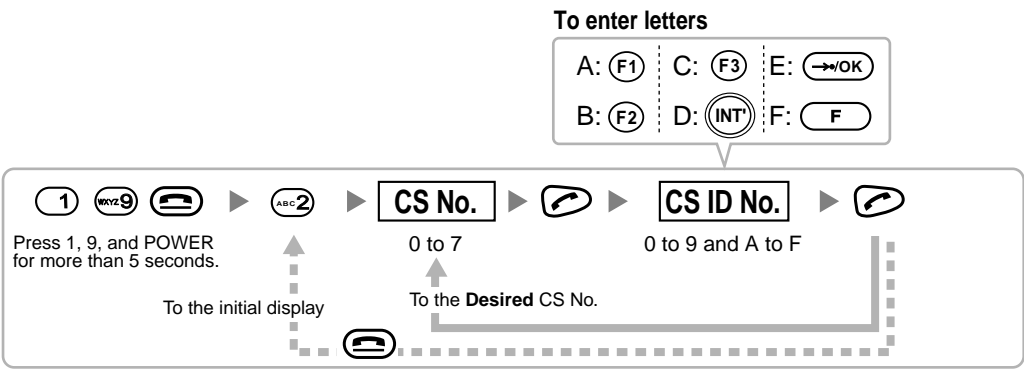 To enter letters
A: F1 C: F3 E: /OK
B: F2 D: INT' F: F
1 WXYZ9 ABC2 CS No. CS ID No.
Press 1, 9, and POWER
for more than 5 seconds.
0 to 7 0 to 9 and A to F
To the initial display
To the Desired CS No.